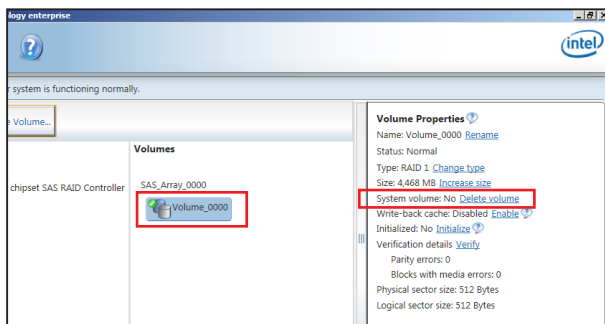 ology enterprise
intel
r system is functioning normally.
e Volume...
Volumes
chipset SAS RAID Controller
SAS_Array_0000
Volume_0000
Volume Properties
Name: Volume_0000 Rename
Status: Normal
Type: RAID 1 Change type
Size: 4,468 MB Increase size
System volume: No Delete volume
Write-back cache: Disabled Enable
Initialized: No Initialize
Verification details Verify
Parity errors: 0
Blocks with media errors: 0
Physical sector size: 512 Bytes
Logical sector size: 512 Bytes